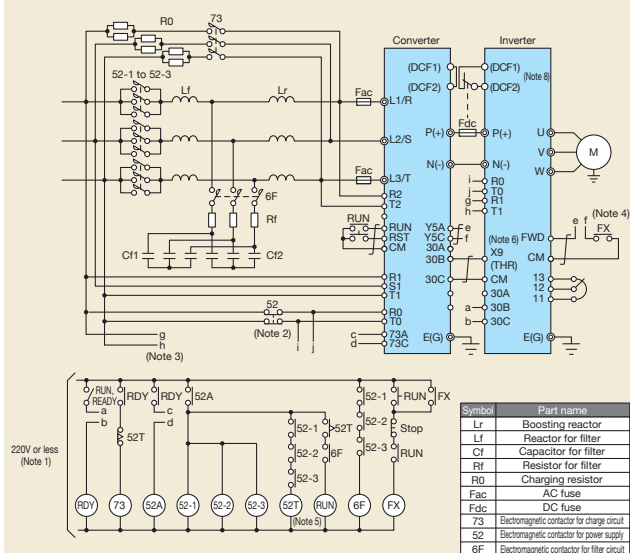 R0
73
Converter
Inverter
52-1 to 52-3
Lf
Lr
Fac
L1/R
(DCF1)
(DCF2)
(DCF1)
(DCF2)
(Note 8)
L2/S
P(+)
Fdc
P(+)
U
V
W
M
Fac
L3/T
N(-)
N(-)
R2
T2
i
j
g
h
R0
T0
R1
T1
6F
Rf
RUN
RUN
RST
CM
Y5A
Y5C
30A
30B
e
f
(Note 6)
FWD
X9
(THR)
e f
FX
(Note 4)
CM
Cf1
Cf2
R1
S1
T1
30C
CM
30A
30B
30C
a
b
13
12
11
52
(Note 2)
R0
T0
g
h
(Note 3)
i
j
c
d
73A
73C
E(G)
E(G)
220V or less
(Note 1)
RUN,
READY
a
b
RDY
52T
RDY
c
d
52A
52-1
52-2
52-3
52T
6F
52-1
52-2
52-3
RUN
FX
Stop
RUN
RDY
73
52A
52-1
52-2
52-3
52T
RUN
6F
FX
(Note 5)
Symbol Part name
Lr Boosting reactor
Lf Reactor for filter
Cf Capacitor for filter
Rf Resistor for filter
R0 Charging resistor
Fac AC fuse
Fdc DC fuse
73 Electromagnetic contactor for charge circuit
52 Electromagnetic contactor for power supply
6F Electromagnetic contactor for filter circuit